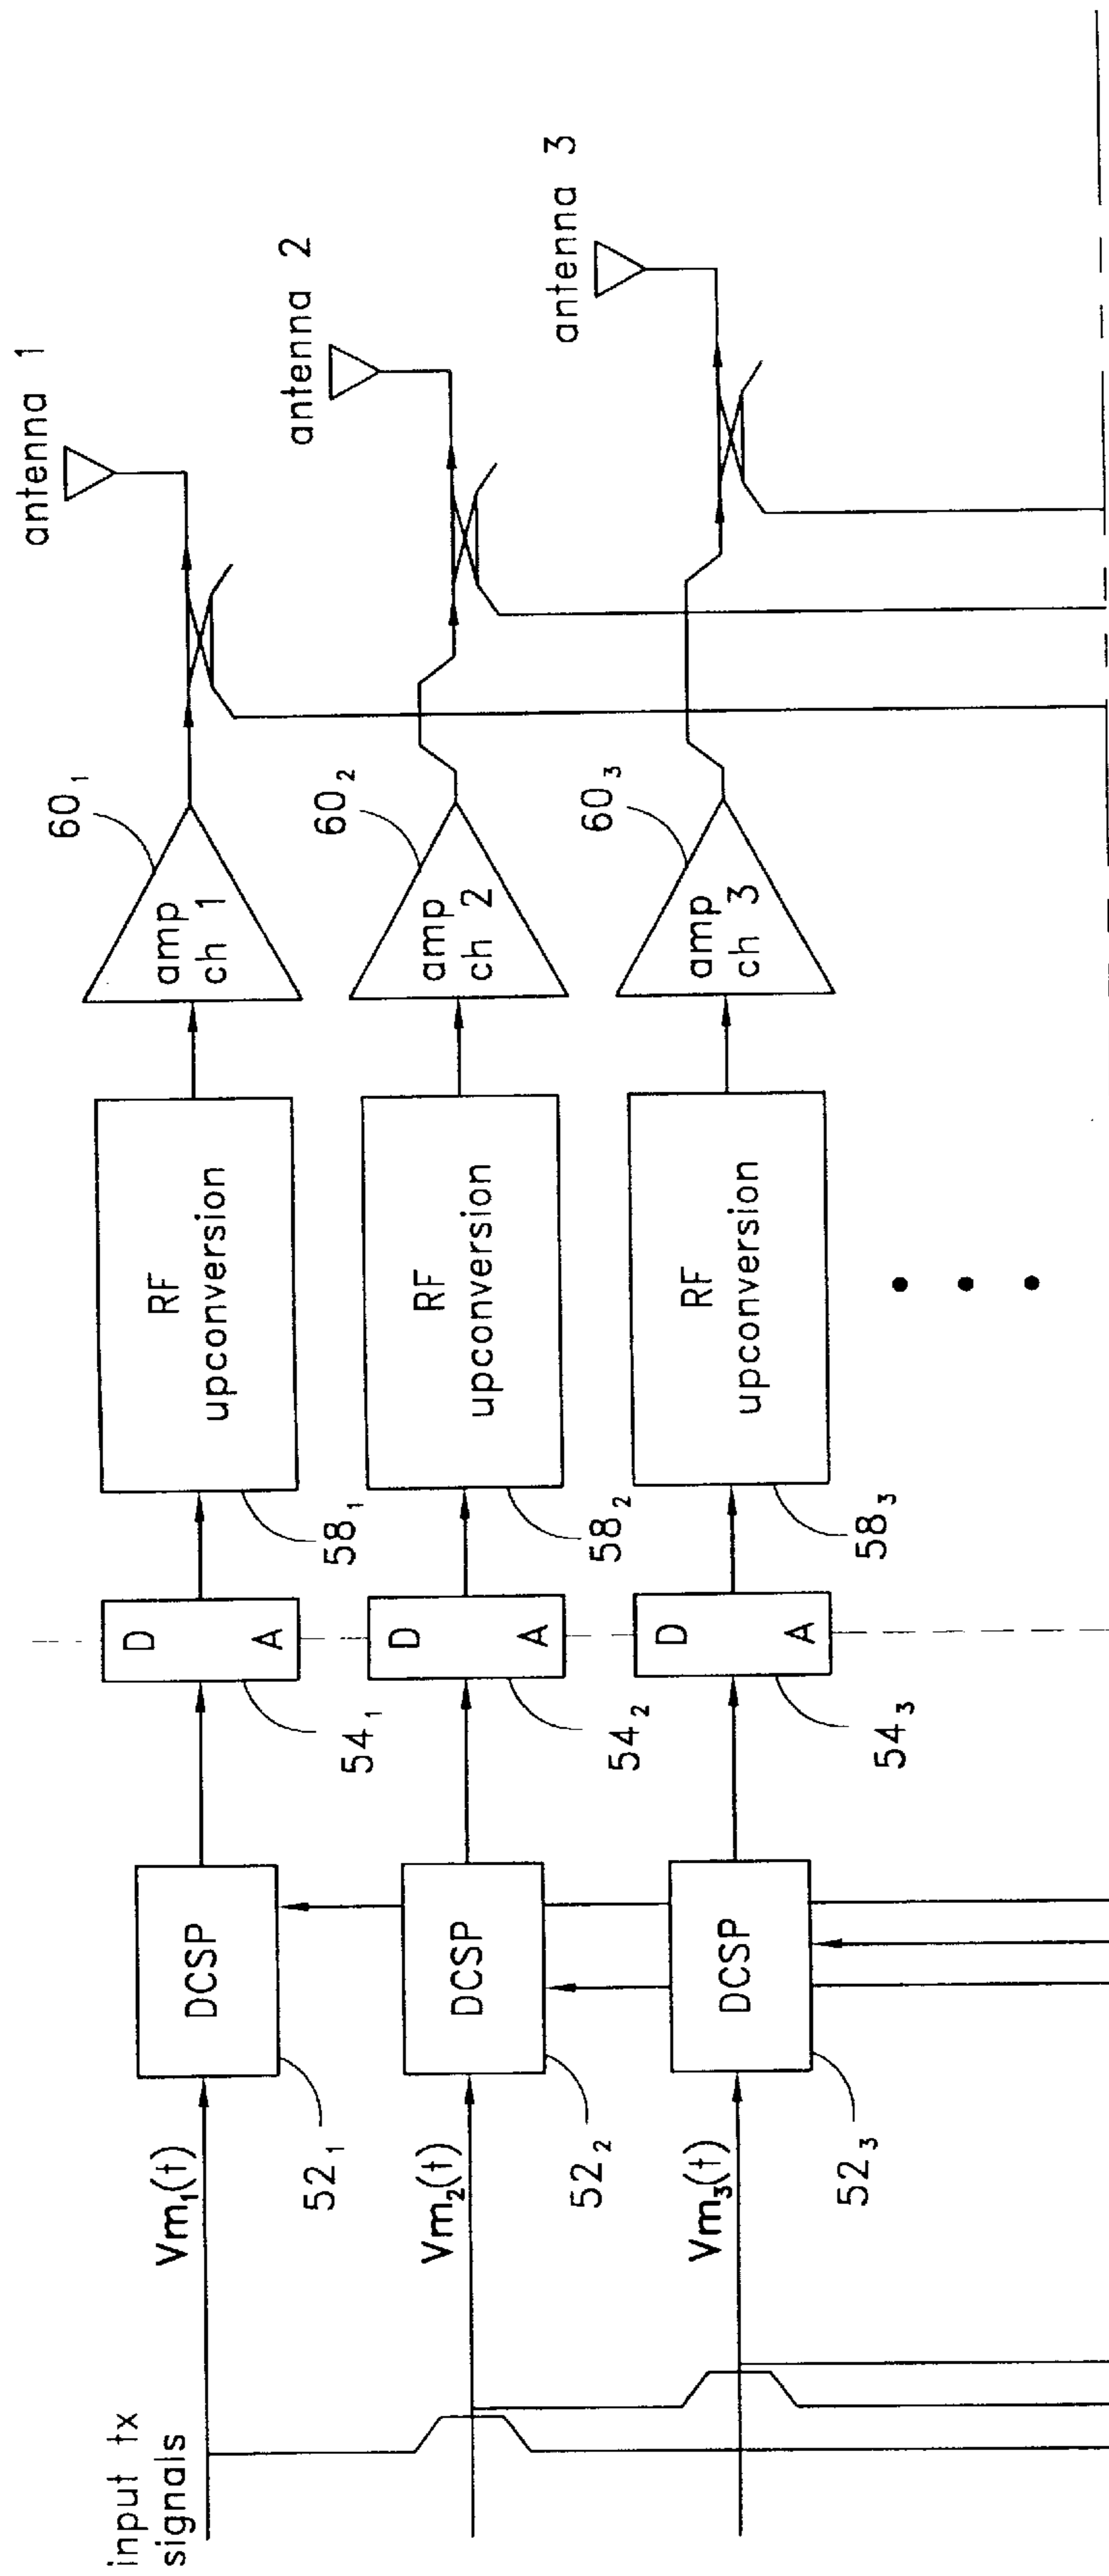 input tx
signals
Vm₁(t)
DCSP
52₁
D
A
54₁
RF
upconversion
58₁
amp
ch 1
60₁
antenna 1
Vm₂(t)
DCSP
52₂
D
A
54₂
RF
upconversion
58₂
amp
ch 2
60₂
antenna 2
Vm₃(t)
DCSP
52₃
D
A
54₃
RF
upconversion
58₃
amp
ch 3
60₃
antenna 3